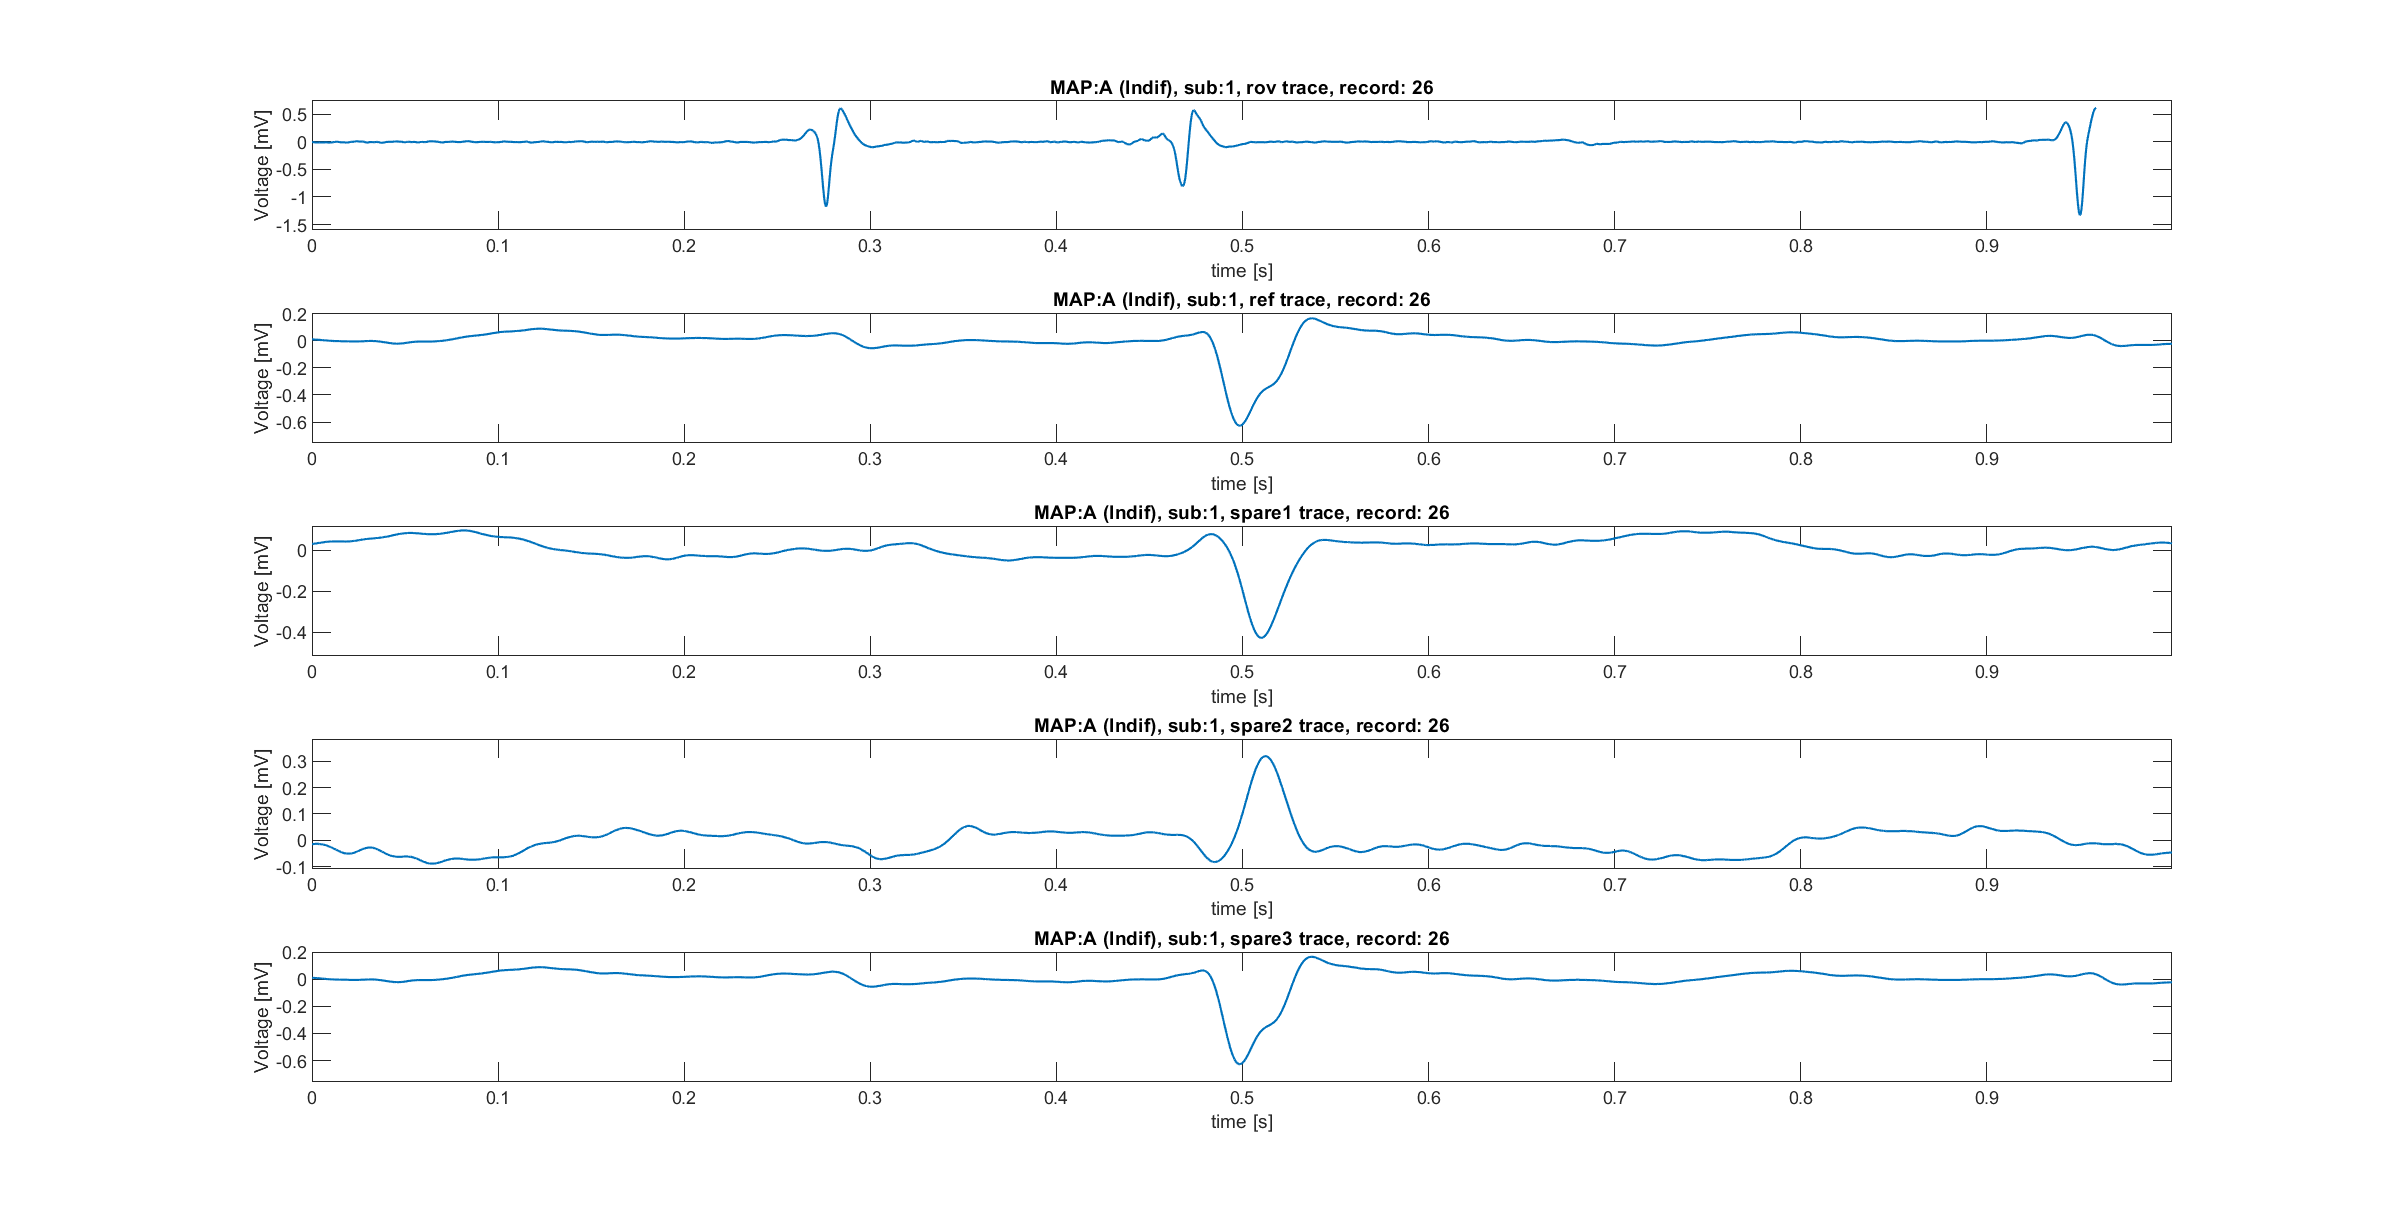 MAP:A (Indif), sub:1, rov trace, record: 26
Voltage [mV]
0.5
0
-0.5
-1
-1.5
0 0.1 0.2 0.3 0.4 0.5 0.6 0.7 0.8 0.9
time [s]
MAP:A (Indif), sub:1, ref trace, record: 26
Voltage [mV]
0.2
0
-0.2
-0.4
-0.6
0 0.1 0.2 0.3 0.4 0.5 0.6 0.7 0.8 0.9
time [s]
MAP:A (Indif), sub:1, spare1 trace, record: 26
Voltage [mV]
0
-0.2
-0.4
0 0.1 0.2 0.3 0.4 0.5 0.6 0.7 0.8 0.9
time [s]
MAP:A (Indif), sub:1, spare2 trace, record: 26
Voltage [mV]
0.3
0.2
0.1
0
-0.1
0 0.1 0.2 0.3 0.4 0.5 0.6 0.7 0.8 0.9
time [s]
MAP:A (Indif), sub:1, spare3 trace, record: 26
Voltage [mV]
0.2
0
-0.2
-0.4
-0.6
0 0.1 0.2 0.3 0.4 0.5 0.6 0.7 0.8 0.9
time [s]